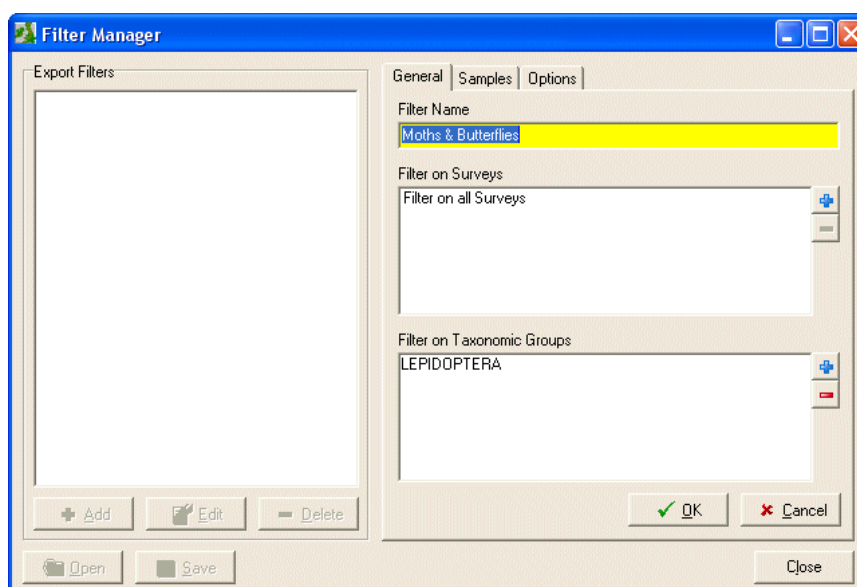 Filter Manager
Export Filters
Add
Edit
Delete
General
Samples
Options
Filter Name
Moths & Butterflies
Filter on Surveys
Filter on all Surveys
Filter on Taxonomic Groups
LEPIDOPTERA
OK
Cancel
Open
Save
Close